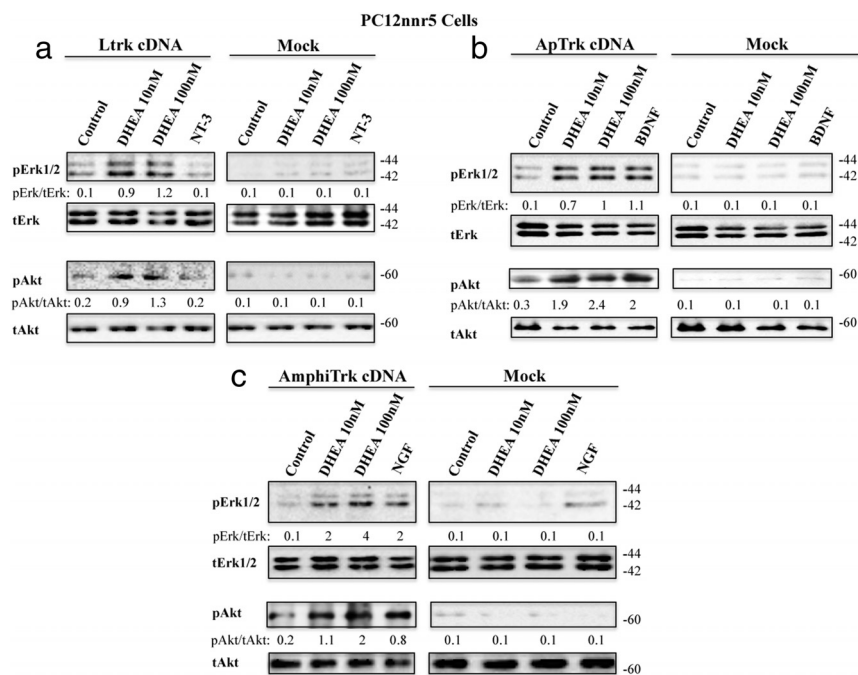 PC12nnr5 Cells
a
Ltrk cDNA
Mock
Control
DHEA 10nM
DHEA 100nM
NT-3
Control
DHEA 10nM
DHEA 100nM
NT-3
pErk1/2
-44
-42
pErk/tErk: 0.1 0.9 1.2 0.1 0.1 0.1 0.1 0.1
tErk
-44
-42
pAkt
-60
pAkt/tAkt: 0.2 0.9 1.3 0.2 0.1 0.1 0.1 0.1
tAkt
-60
b
ApTrk cDNA
Mock
Control
DHEA 10nM
DHEA 100nM
BDNF
Control
DHEA 10nM
DHEA 100nM
BDNF
pErk1/2
-44
-42
pErk/tErk: 0.1 0.7 1 1.1 0.1 0.1 0.1 0.1
tErk
-44
-42
pAkt
-60
pAkt/tAkt: 0.3 1.9 2.4 2 0.1 0.1 0.1 0.1
tAkt
-60
c
AmphiTrk cDNA
Mock
Control
DHEA 10nM
DHEA 100nM
NGF
Control
DHEA 10nM
DHEA 100nM
NGF
pErk1/2
-44
-42
pErk/tErk: 0.1 2 4 2 0.1 0.1 0.1 0.1
tErk1/2
-44
-42
pAkt
-60
pAkt/tAkt: 0.2 1.1 2 0.8 0.1 0.1 0.1 0.1
tAkt
-60